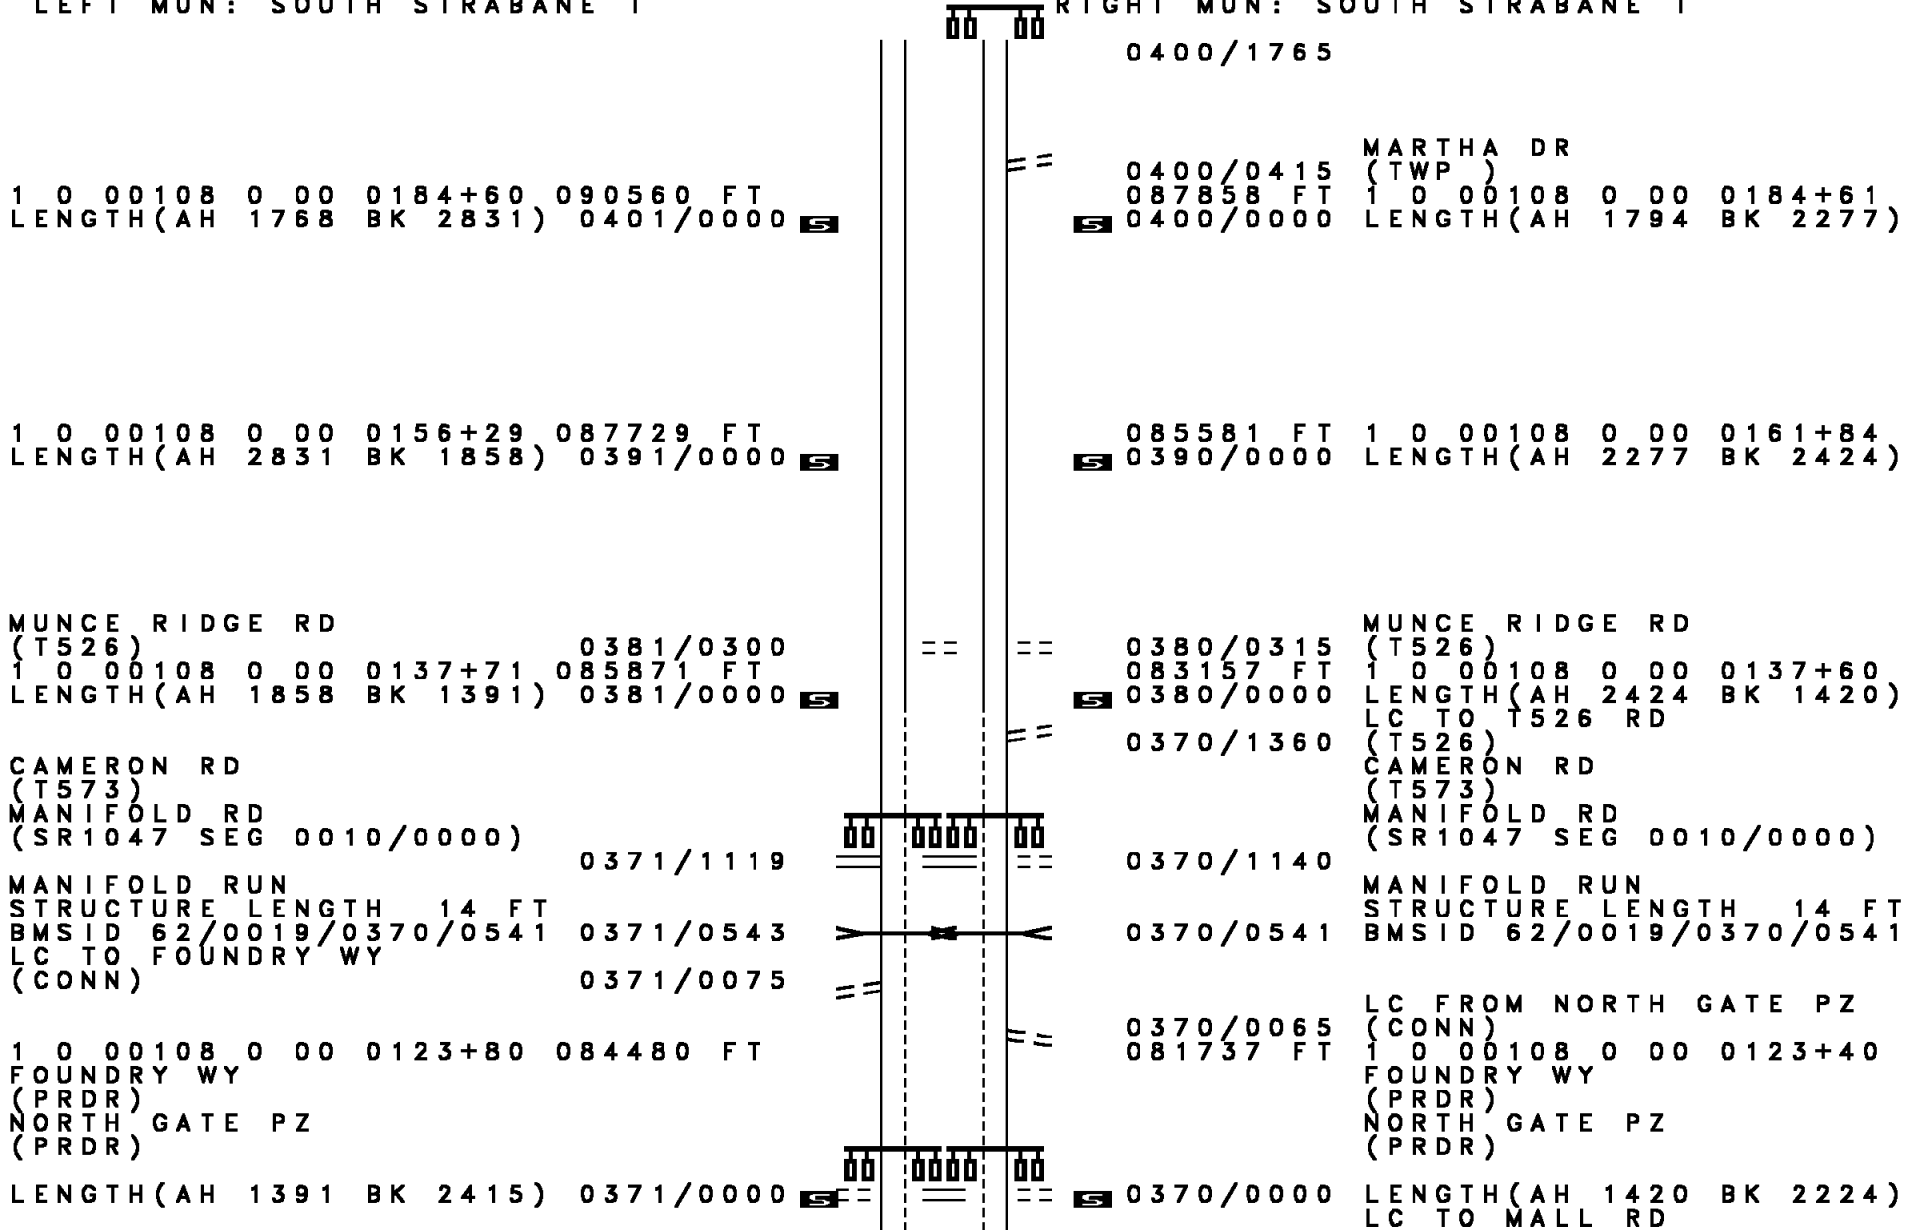 LEFT MUN: SOUTH STRABANE T RIGHT MUN: SOUTH STRABANE T
0400/1765
MARTHA DR
0400/0415 (TWP )
1 0 00108 0 00 0184+60 090560 FT 087858 FT 1 0 00108 0 00 0184+61
LENGTH(AH 1768 BK 2831) 0401/0000 S S 0400/0000 LENGTH(AH 1794 BK 2277)
1 0 00108 0 00 0156+29 087729 FT 085581 FT 1 0 00108 0 00 0161+84
LENGTH(AH 2831 BK 1858) 0391/0000 S S 0390/0000 LENGTH(AH 2277 BK 2424)
MUNCE RIDGE RD MUNCE RIDGE RD
(T526) 0381/0300 0380/0315 (T526)
1 0 00108 0 00 0137+71 085871 FT 083157 FT 1 0 00108 0 00 0137+60
LENGTH(AH 1858 BK 1391) 0381/0000 S S 0380/0000 LENGTH(AH 2424 BK 1420)
LC TO T526 RD
0370/1360 (T526)
CAMERON RD CAMERON RD
(T573) (T573)
MANIFOLD RD MANIFOLD RD
(SR1047 SEG 0010/0000) (SR1047 SEG 0010/0000)
0371/1119 0370/1140
MANIFOLD RUN MANIFOLD RUN
STRUCTURE LENGTH 14 FT STRUCTURE LENGTH 14 FT
BMSID 62/0019/0370/0541 0371/0543 0370/0541 BMSID 62/0019/0370/0541
LC TO FOUNDRY WY
(CONN) 0371/0075
LC FROM NORTH GATE PZ
0370/0065 (CONN)
1 0 00108 0 00 0123+80 084480 FT 081737 FT 1 0 00108 0 00 0123+40
FOUNDRY WY FOUNDRY WY
(PRDR) (PRDR)
NORTH GATE PZ NORTH GATE PZ
(PRDR) (PRDR)
LENGTH(AH 1391 BK 2415) 0371/0000 S S 0370/0000 LENGTH(AH 1420 BK 2224)
LC TO MALL RD